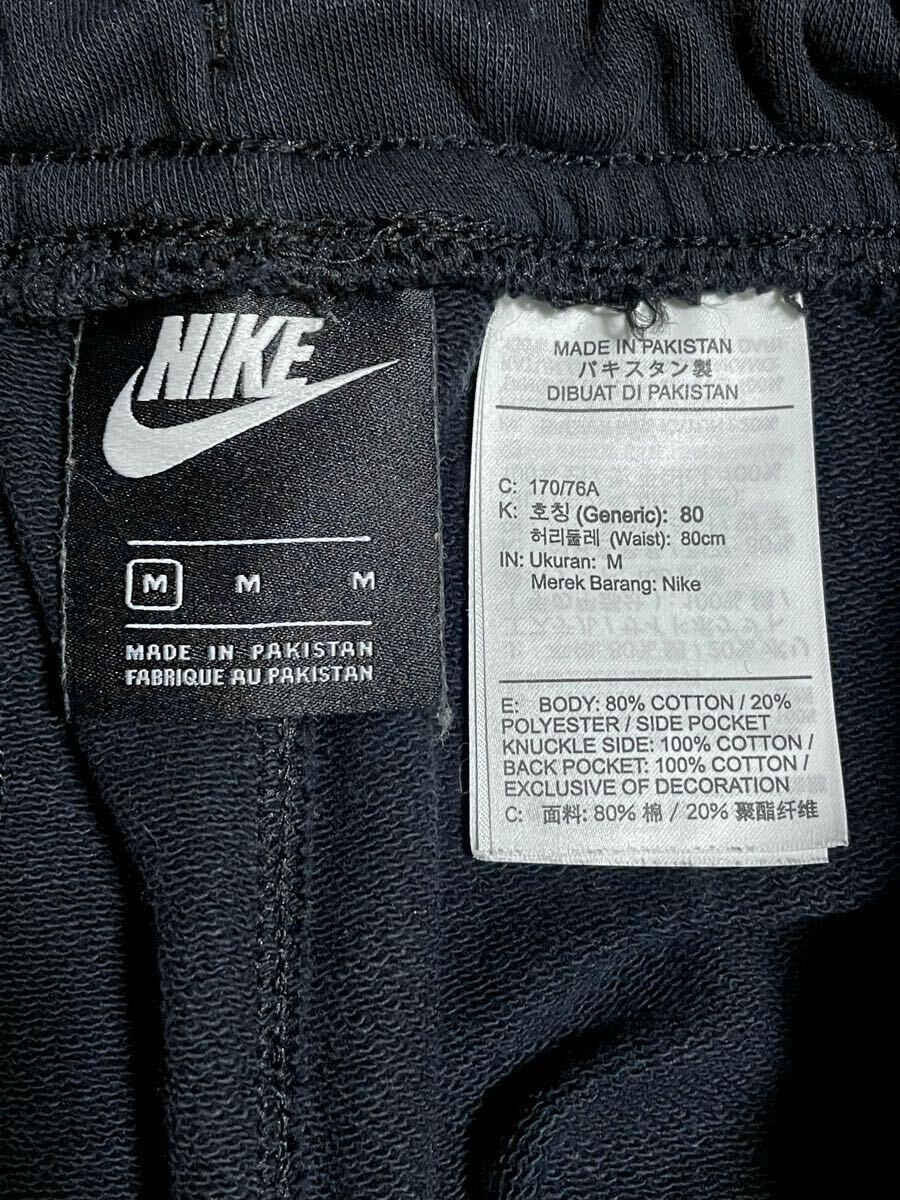 NIKE
M M M
MADE IN PAKISTAN
FABRIQUE AU PAKISTAN
MADE IN PAKISTAN
パキスタン製
DIBUAT DI PAKISTAN
C: 170/76A
K: 호칭 (Generic): 80
허리둘레 (Waist): 80cm
IN: Ukuran: M
Merek Barang: Nike
E: BODY: 80% COTTON / 20%
POLYESTER / SIDE POCKET
KNUCKLE SIDE: 100% COTTON /
BACK POCKET: 100% COTTON /
EXCLUSIVE OF DECORATION
C: 面料: 80% 棉 / 20% 聚酯纤维